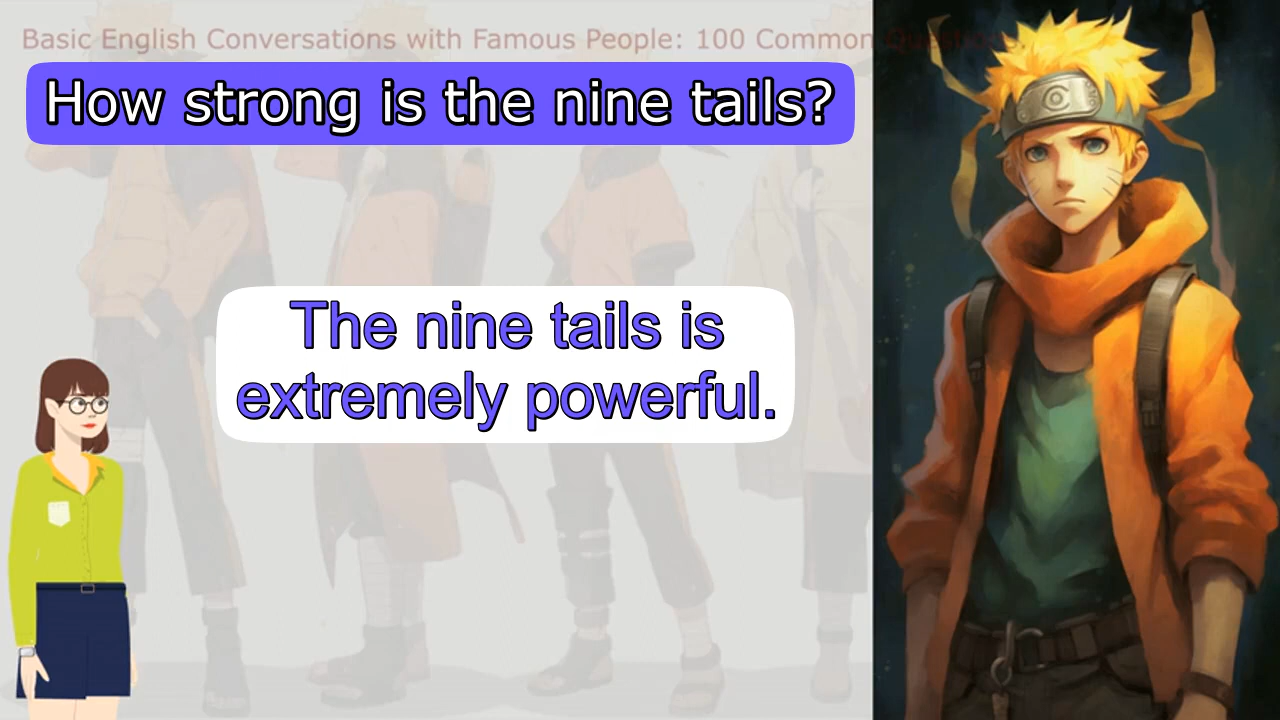 Basic English Conversations with Famous People: 100 Common Questions
How strong is the nine tails?
The nine tails is
extremely powerful.